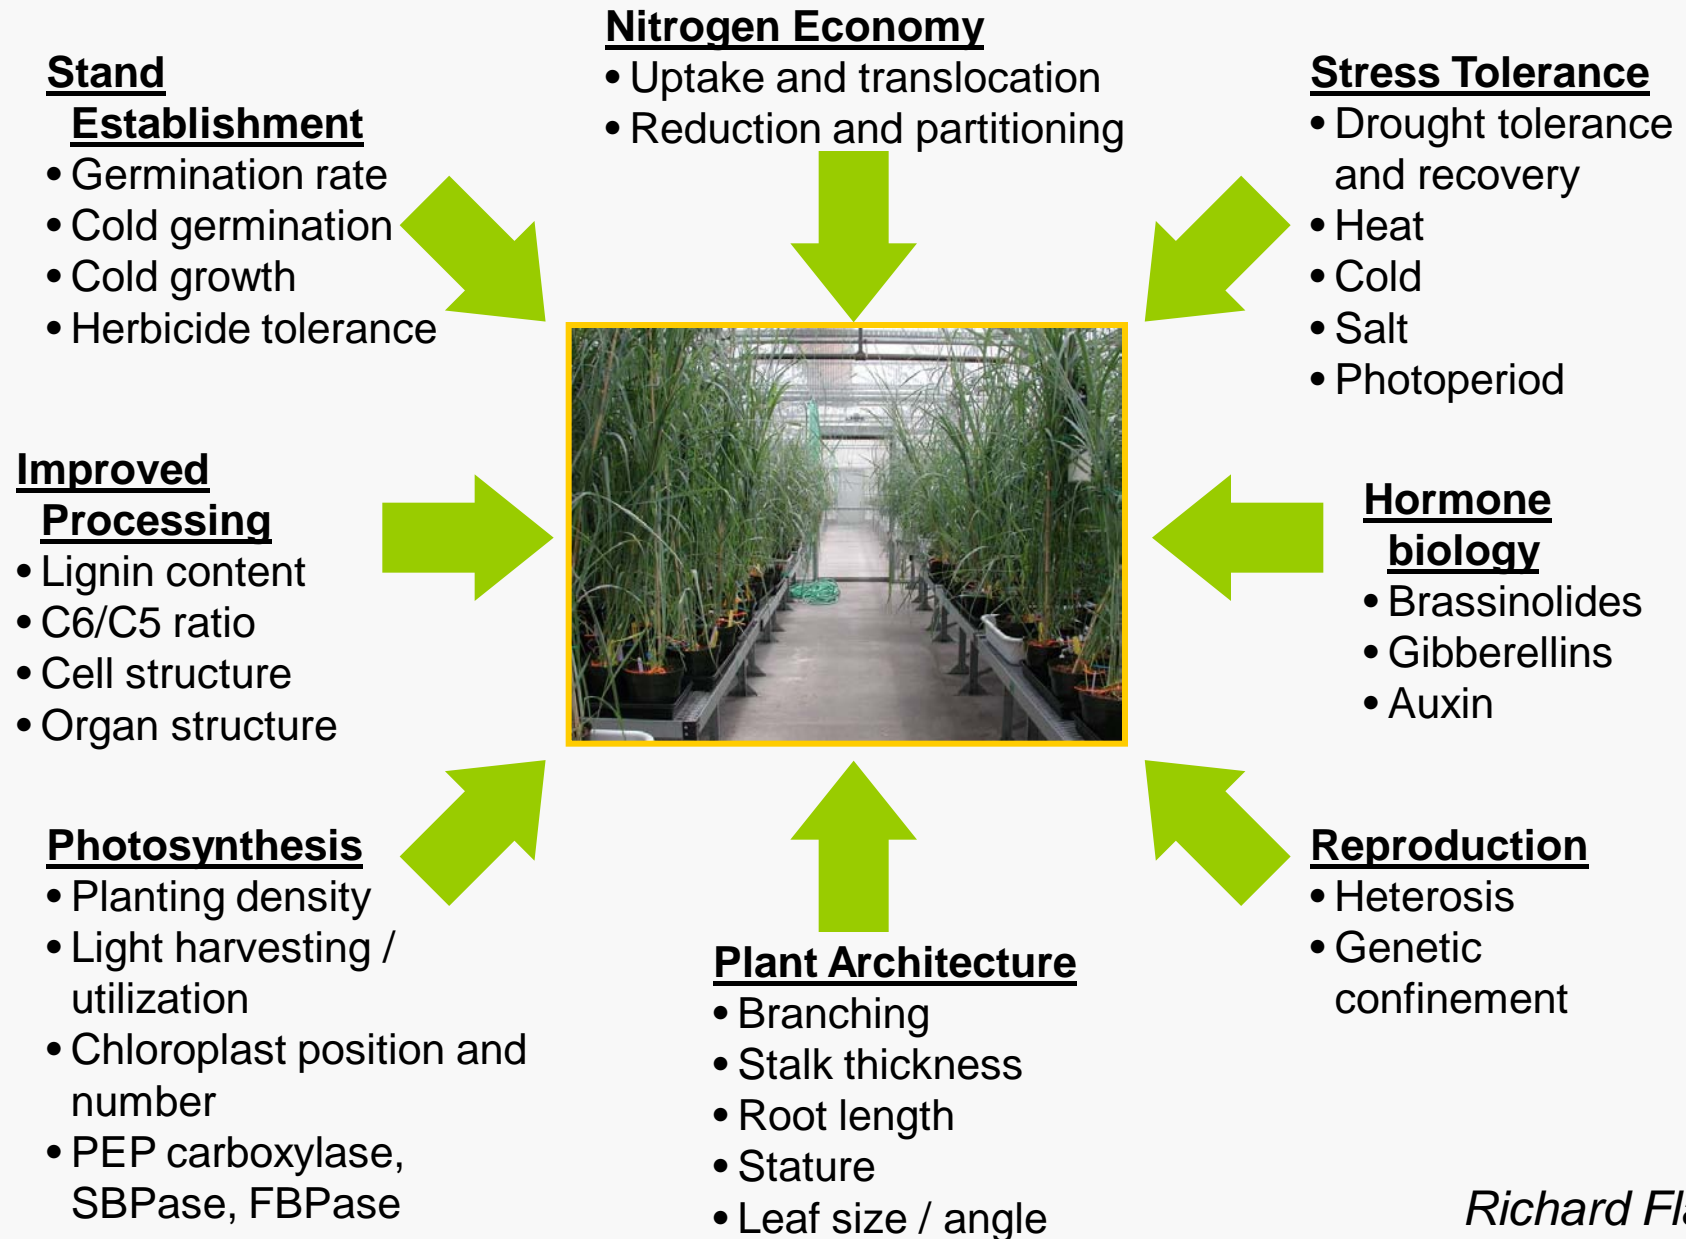 Nitrogen Economy
• Uptake and translocation
• Reduction and partitioning
Stand
Establishment
• Germination rate
• Cold germination
• Cold growth
• Herbicide tolerance
Stress Tolerance
• Drought tolerance
and recovery
• Heat
• Cold
• Salt
• Photoperiod
Improved
Processing
• Lignin content
• C6/C5 ratio
• Cell structure
• Organ structure
Hormone
biology
• Brassinolides
• Gibberellins
• Auxin
Photosynthesis
• Planting density
• Light harvesting /
utilization
• Chloroplast position and
number
• PEP carboxylase,
SBPase, FBPase
Plant Architecture
• Branching
• Stalk thickness
• Root length
• Stature
• Leaf size / angle
Reproduction
• Heterosis
• Genetic
confinement
Richard